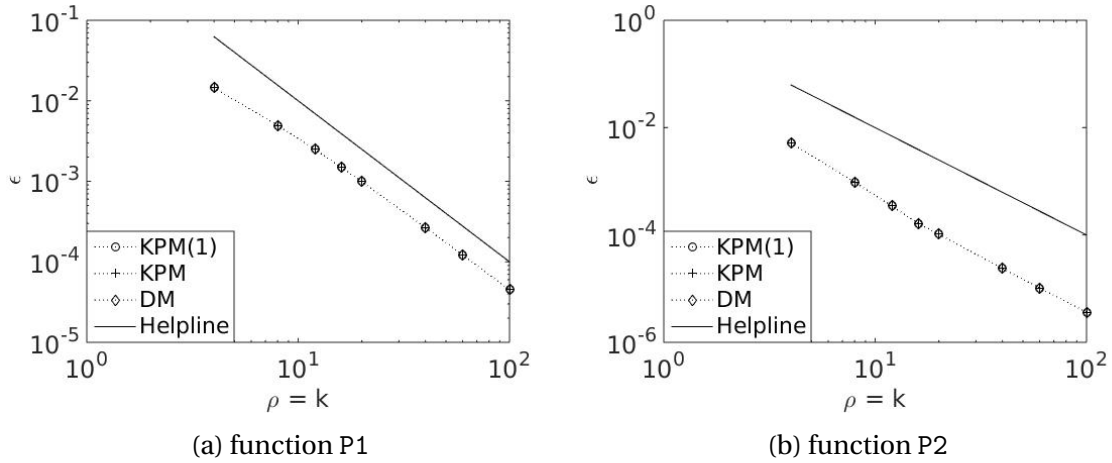 10^-1
10^-2
10^-3
10^-4
10^-5
ϵ
KPM(1)
KPM
DM
Helpline
10^0
10^1
10^2
ρ = k
(a) function P1
10^0
10^-2
10^-4
10^-6
ϵ
KPM(1)
KPM
DM
Helpline
10^0
10^1
10^2
ρ = k
(b) function P2